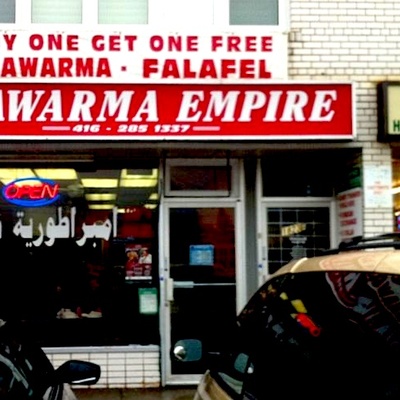 Y ONE GET ONE FREE
AWARMA · FALAFEL
AWARMA EMPIRE
416 - 285 1337
OPEN
امبراطورية